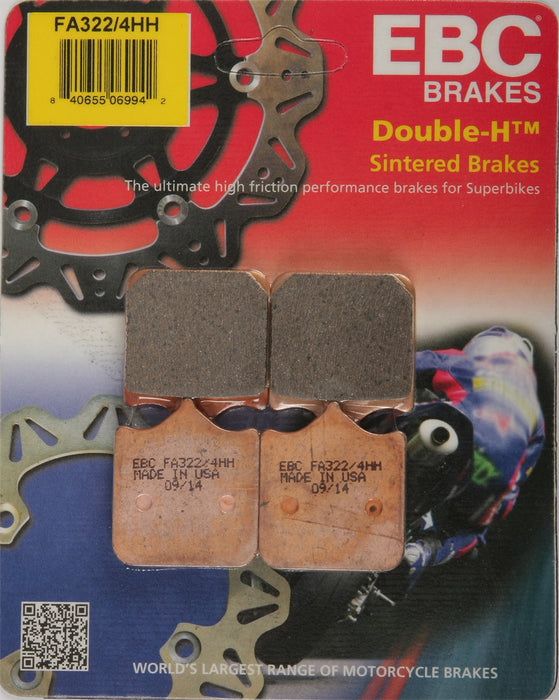 FA322/4HH
8 40655 06994 2
EBC
BRAKES
Double-H™
Sintered Brakes
The ultimate high friction performance brakes for Superbikes
EBC FA322/4HH
MADE IN USA
09/14
EBC FA322/4HH
MADE IN USA
09/14
WORLD'S LARGEST RANGE OF MOTORCYCLE BRAKES